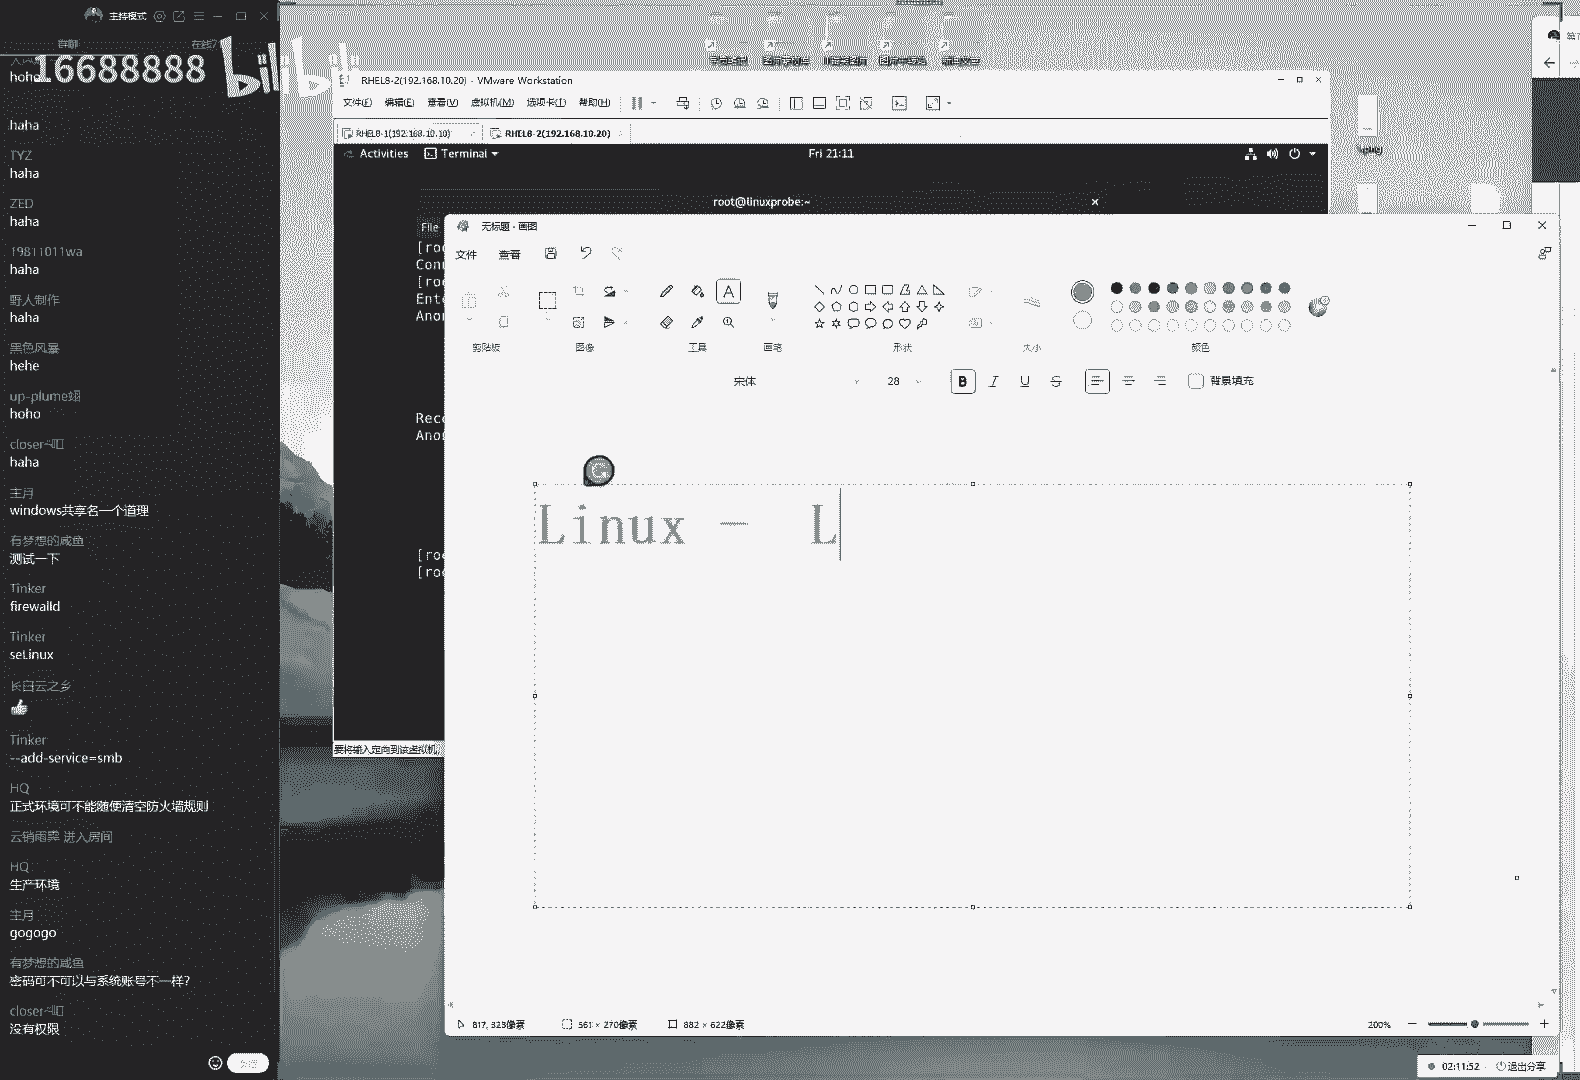 主持模式
群聊
16688888
bilibili
hoho
haha
TYZ
haha
ZED
haha
19811011wa
haha
野人制作
haha
黑色风暴
hehe
up-plume翊
hoho
haha
主月
windows共享名一个道理
有梦想的咸鱼
测试一下
Tinker
firewalld
Tinker
selinux
长白云之乡
Tinker
--add-service=smb
HQ
正式环境可不能随便清空防火墙规则
云销雨霁 进入房间
HQ
生产环境
主月
gogogo
有梦想的咸鱼
密码可不可以与系统账号不一样?
没有权限
RHEL8-2(192.168.10.20) - VMware Workstation
文件(F) 编辑(E) 查看(V) 虚拟机(M) 选项卡(T) 帮助(H)
RHEL8-1(192.168.10.10) RHEL8-2(192.168.10.20)
Activities Terminal Fri 21:11
root@linuxprobe:~
File
[roo
Con
[roo
Ente
Anon
Rece
Anon
[roo
[roo
要将输入定向到该虚拟机,
无标题 - 画图
文件 查看
剪贴板 图像 工具 画笔 形状 大小 颜色
宋体 28 B I U S 背景填充
Linux — L
817, 323像素 561 × 270像素 882 × 622像素 200%
02:11:52 退出分享